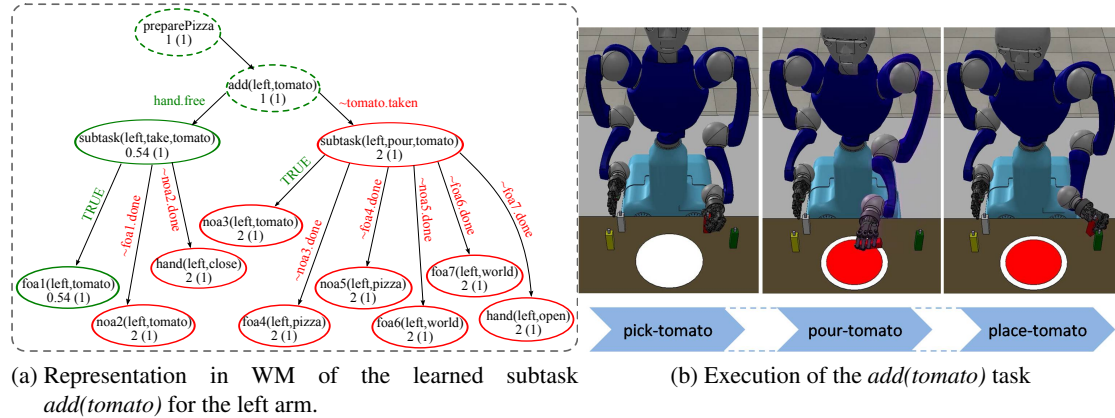 preparePizza
1 (1)
add(left,tomato)
1 (1)
hand.free
~tomato.taken
subtask(left,take,tomato)
0.54 (1)
subtask(left,pour,tomato)
2 (1)
TRUE
~foa1.done
~noa2.done
TRUE
~noa3.done
~foa4.done
~noa5.done
~foa6.done
~foa7.done
noa3(left,tomato)
2 (1)
hand(left,close)
2 (1)
foa1(left,tomato)
0.54 (1)
noa2(left,tomato)
2 (1)
foa4(left,pizza)
2 (1)
noa5(left,pizza)
2 (1)
foa6(left,world)
2 (1)
foa7(left,world)
2 (1)
hand(left,open)
2 (1)
(a) Representation in WM of the learned subtask
add(tomato) for the left arm.
pick-tomato
pour-tomato
place-tomato
(b) Execution of the add(tomato) task